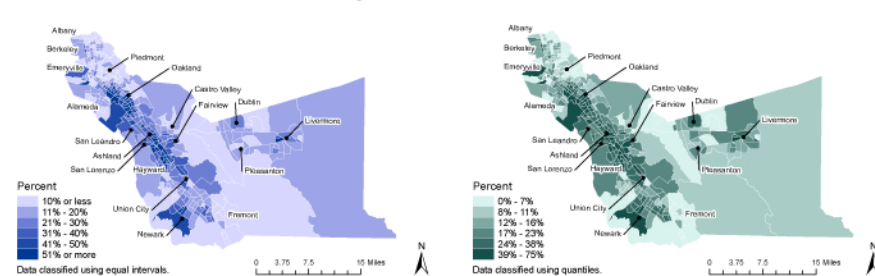 Albany
Berkeley
Emeryville
Piedmont
Oakland
Castro Valley
Alameda
Fairview
Dublin
Livermore
San Leandro
Ashland
San Lorenzo
Hayward
Pleasanton
Union City
Fremont
Newark
Percent
10% or less
11% - 20%
21% - 30%
31% - 40%
41% - 50%
51% or more
Data classified using equal intervals.
0 3.75 7.5 15 Miles
N
Albany
Berkeley
Emeryville
Piedmont
Oakland
Castro Valley
Alameda
Fairview
Dublin
Livermore
San Leandro
Ashland
San Lorenzo
Hayward
Pleasanton
Union City
Fremont
Newark
Percent
0% - 7%
8% - 11%
12% - 16%
17% - 23%
24% - 38%
39% - 75%
Data classified using quantiles.
0 3.75 7.5 15 Miles
N